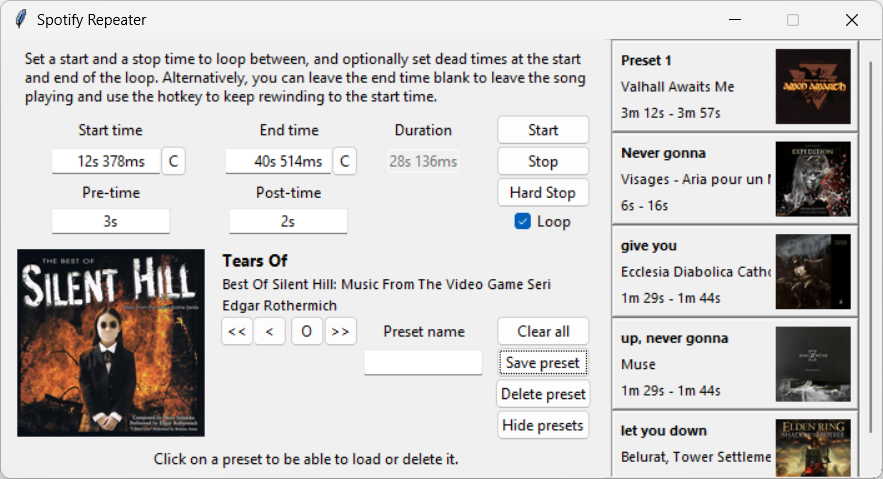 Spotify Repeater
Set a start and a stop time to loop between, and optionally set dead times at the start
and end of the loop. Alternatively, you can leave the end time blank to leave the song
playing and use the hotkey to keep rewinding to the start time.
Start time
End time
Duration
Start
12s 378ms
C
40s 514ms
C
28s 136ms
Stop
Pre-time
Post-time
Hard Stop
3s
2s
Loop
THE BEST OF
SILENT HILL
Tears Of
Best Of Silent Hill: Music From The Video Game Seri
Edgar Rothermich
<<
<
O
>>
Preset name
Clear all
Save preset
Delete preset
Hide presets
Click on a preset to be able to load or delete it.
Preset 1
Valhall Awaits Me
3m 12s - 3m 57s
AMON AMARTH
Never gonna
Visages - Aria pour un
6s - 16s
EXPEDITION
give you
Ecclesia Diabolica Catho
1m 29s - 1m 44s
up, never gonna
Muse
1m 29s - 1m 44s
let you down
Belurat, Tower Settleme
ELDEN RING